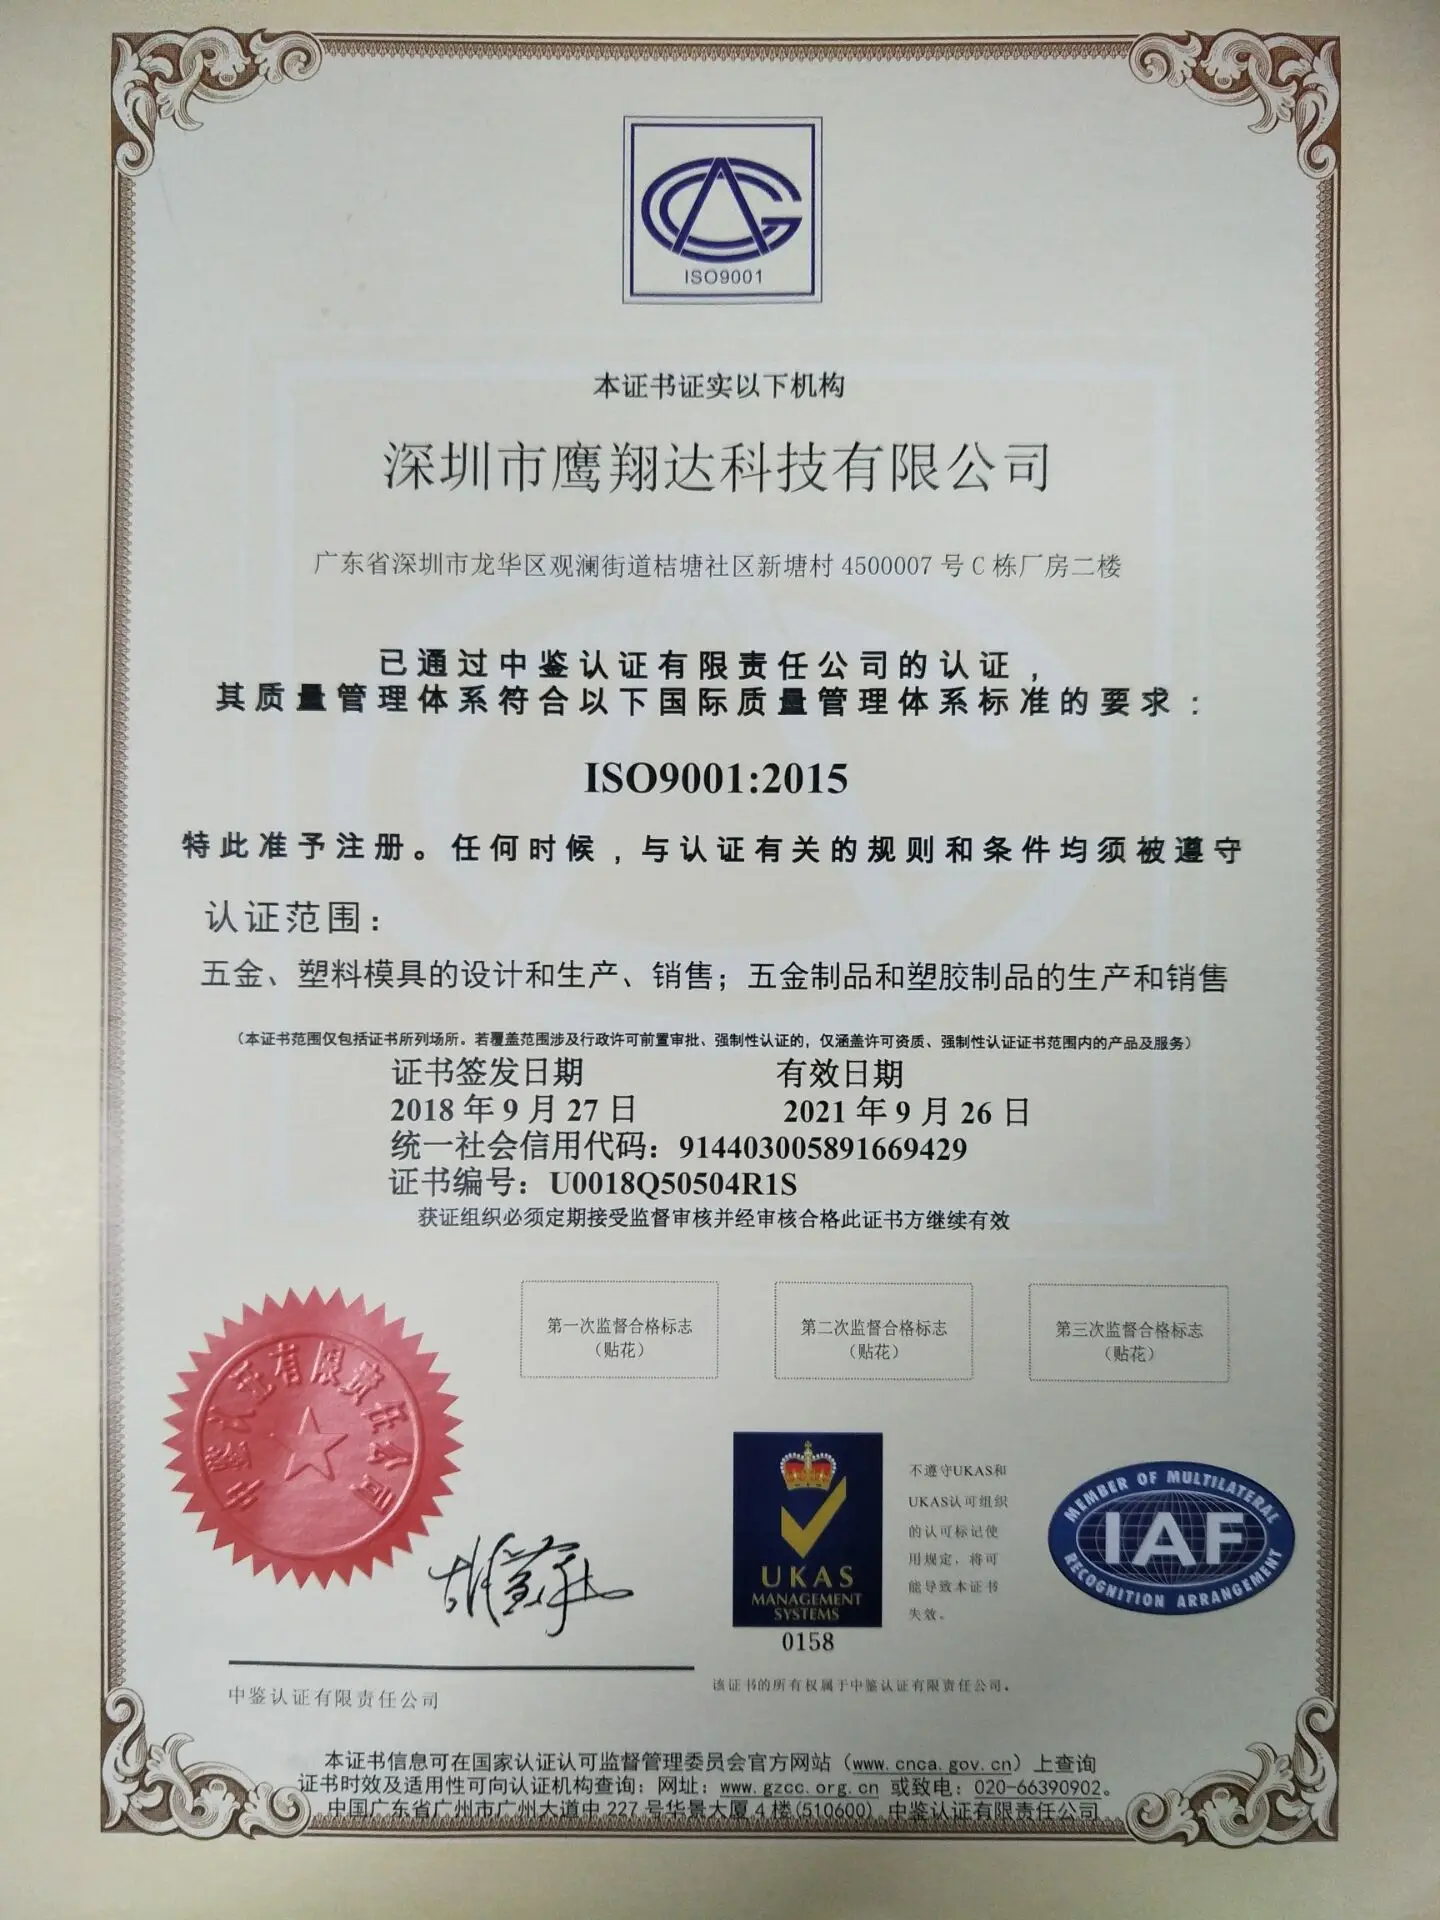 CAG
ISO9001
本证书证实以下机构
深圳市鹰翔达科技有限公司
广东省深圳市龙华区观澜街道桔塘社区新塘村 4500007 号 C 栋厂房二楼
已通过中鉴认证有限责任公司的认证，
其质量管理体系符合以下国际质量管理体系标准的要求：
ISO9001:2015
特此准予注册。任何时候，与认证有关的规则和条件均须被遵守
认证范围：
五金、塑料模具的设计和生产、销售；五金制品和塑胶制品的生产和销售
（本证书范围仅包括证书所列场所。若覆盖范围涉及行政许可前置审批、强制性认证的，仅涵盖许可资质、强制性认证证书范围内的产品及服务）
证书签发日期 有效日期
2018 年 9 月 27 日 2021 年 9 月 26 日
统一社会信用代码：914403005891669429
证书编号：U0018Q50504R1S
获证组织必须定期接受监督审核并经审核合格此证书方继续有效
第一次监督合格标志
（贴花）
第二次监督合格标志
（贴花）
第三次监督合格标志
（贴花）
中鉴认证有限责任公司
UKAS
MANAGEMENT
SYSTEMS
0158
不遵守UKAS和
UKAS认可组织
的认可标记使
用规定，将可
能导致本证书
失效。
MEMBER OF MULTILATERAL
IAF
RECOGNITION ARRANGEMENT
中鉴认证有限责任公司
该证书的所有权属于中鉴认证有限责任公司。
本证书信息可在国家认证认可监督管理委员会官方网站（www.cnca.gov.cn）上查询
证书时效及适用性可向认证机构查询：网址：www.gzcc.org.cn 或致电：020-66390902。
中国广东省广州市广州大道中 227 号华景大厦 4 楼(510600) 中鉴认证有限责任公司